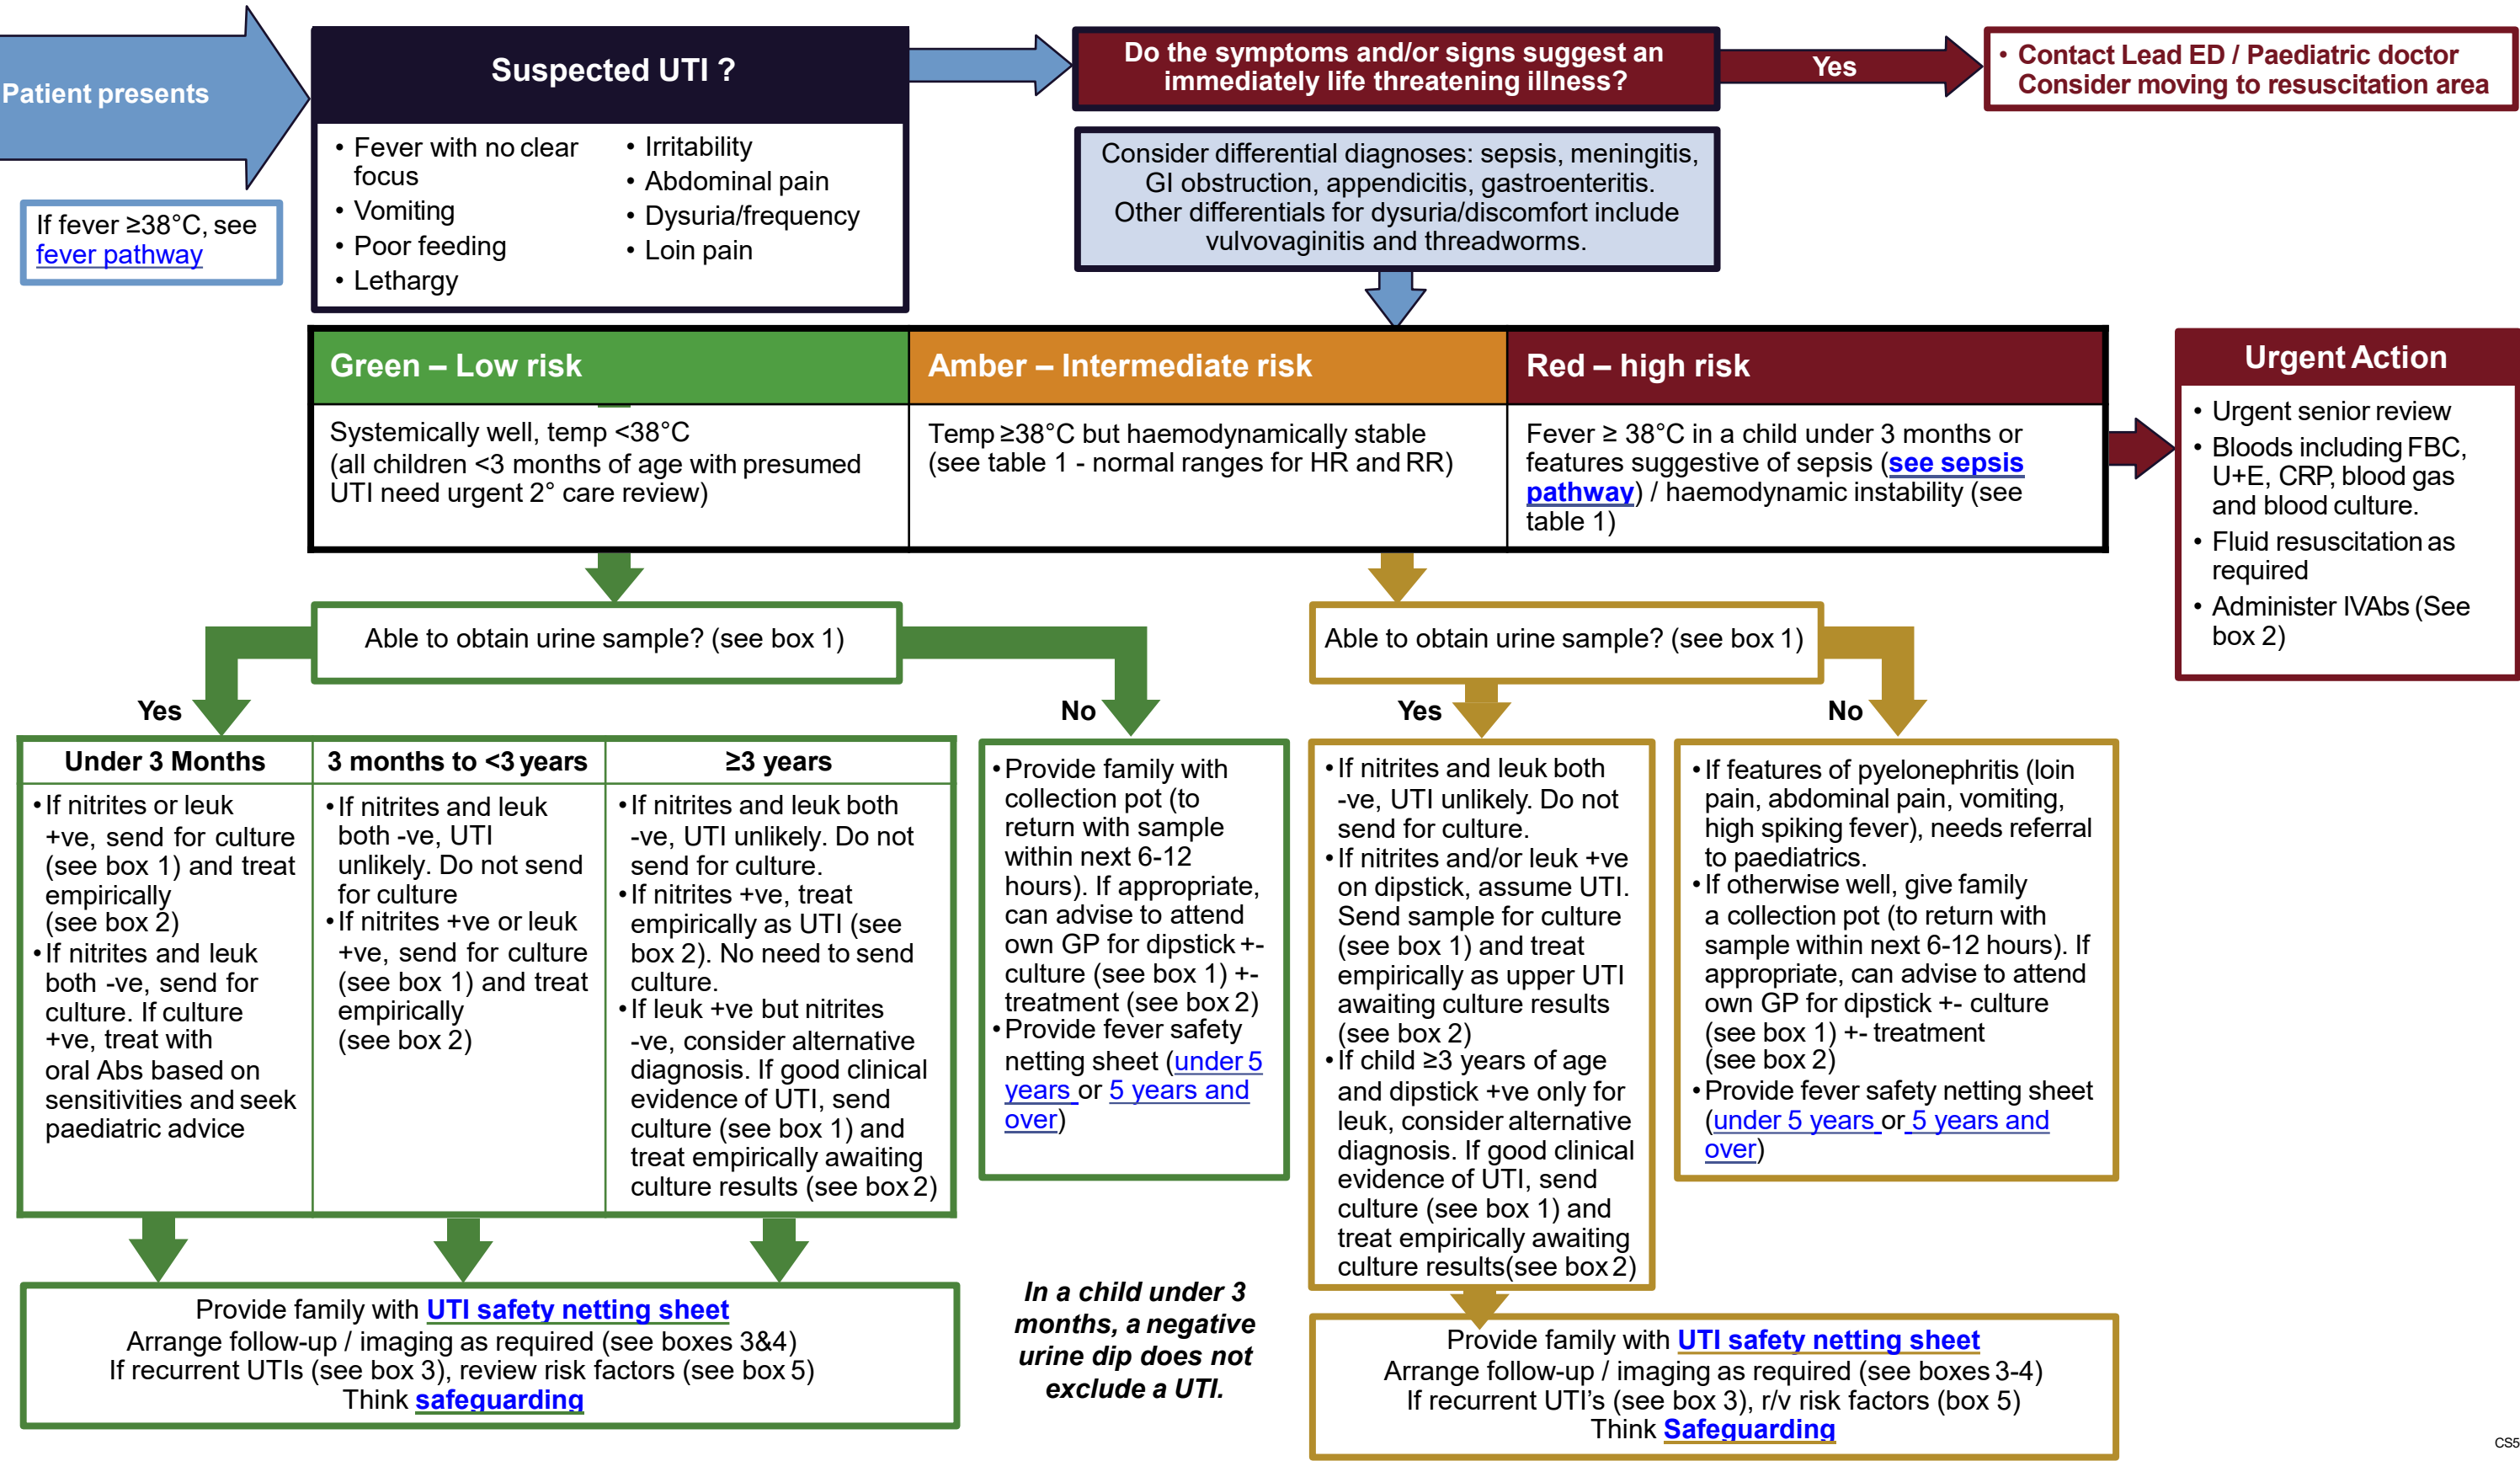 Patient presents
If fever ≥38°C, see
fever pathway
Suspected UTI ?
• Fever with no clear
focus
• Vomiting
• Poor feeding
• Lethargy
• Irritability
• Abdominal pain
• Dysuria/frequency
• Loin pain
Do the symptoms and/or signs suggest an
immediately life threatening illness?
Yes
• Contact Lead ED / Paediatric doctor
Consider moving to resuscitation area
Consider differential diagnoses: sepsis, meningitis,
GI obstruction, appendicitis, gastroenteritis.
Other differentials for dysuria/discomfort include
vulvovaginitis and threadworms.
Green – Low risk
Systemically well, temp <38°C
(all children <3 months of age with presumed
UTI need urgent 2° care review)
Amber – Intermediate risk
Temp ≥38°C but haemodynamically stable
(see table 1 - normal ranges for HR and RR)
Red – high risk
Fever ≥ 38°C in a child under 3 months or
features suggestive of sepsis (see sepsis
pathway) / haemodynamic instability (see
table 1)
Urgent Action
• Urgent senior review
• Bloods including FBC,
U+E, CRP, blood gas
and blood culture.
• Fluid resuscitation as
required
• Administer IVAbs (See
box 2)
Able to obtain urine sample? (see box 1)
Yes
No
Under 3 Months
• If nitrites or leuk
+ve, send for culture
(see box 1) and treat
empirically
(see box 2)
• If nitrites and leuk
both -ve, send for
culture. If culture
+ve, treat with
oral Abs based on
sensitivities and seek
paediatric advice
3 months to <3 years
• If nitrites and leuk
both -ve, UTI
unlikely. Do not send
for culture
• If nitrites +ve or leuk
+ve, send for culture
(see box 1) and treat
empirically
(see box 2)
≥3 years
• If nitrites and leuk both
-ve, UTI unlikely. Do not
send for culture.
• If nitrites +ve, treat
empirically as UTI (see
box 2). No need to send
culture.
• If leuk +ve but nitrites
-ve, consider alternative
diagnosis. If good clinical
evidence of UTI, send
culture (see box 1) and
treat empirically awaiting
culture results (see box 2)
• Provide family with
collection pot (to
return with sample
within next 6-12
hours). If appropriate,
can advise to attend
own GP for dipstick +-
culture (see box 1) +-
treatment (see box 2)
• Provide fever safety
netting sheet (under 5
years or 5 years and
over)
Able to obtain urine sample? (see box 1)
Yes
No
• If nitrites and leuk both
-ve, UTI unlikely. Do not
send for culture.
• If nitrites and/or leuk +ve
on dipstick, assume UTI.
Send sample for culture
(see box 1) and treat
empirically as upper UTI
awaiting culture results
(see box 2)
• If child ≥3 years of age
and dipstick +ve only for
leuk, consider alternative
diagnosis. If good clinical
evidence of UTI, send
culture (see box 1) and
treat empirically awaiting
culture results(see box 2)
• If features of pyelonephritis (loin
pain, abdominal pain, vomiting,
high spiking fever), needs referral
to paediatrics.
• If otherwise well, give family
a collection pot (to return with
sample within next 6-12 hours). If
appropriate, can advise to attend
own GP for dipstick +- culture
(see box 1) +- treatment
(see box 2)
• Provide fever safety netting sheet
(under 5 years or 5 years and
over)
Provide family with UTI safety netting sheet
Arrange follow-up / imaging as required (see boxes 3&4)
If recurrent UTIs (see box 3), review risk factors (see box 5)
Think safeguarding
In a child under 3
months, a negative
urine dip does not
exclude a UTI.
Provide family with UTI safety netting sheet
Arrange follow-up / imaging as required (see boxes 3-4)
If recurrent UTI's (see box 3), r/v risk factors (box 5)
Think Safeguarding
CS5